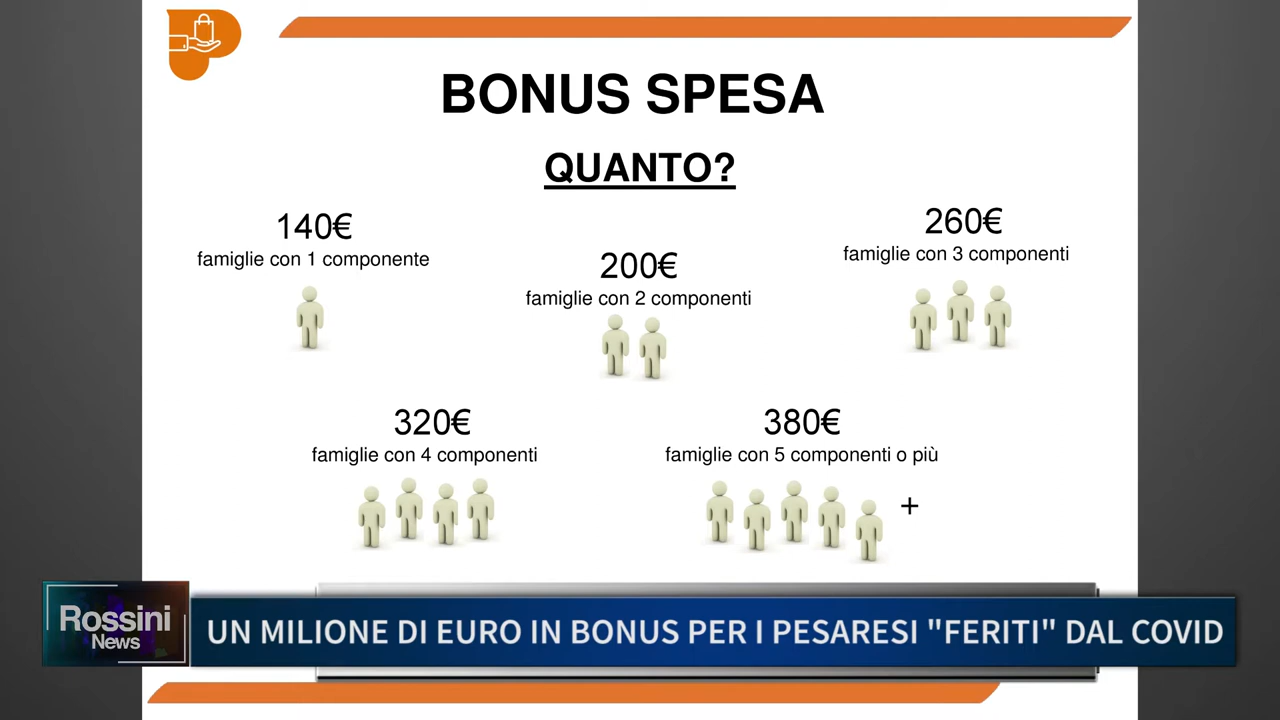 BONUS SPESA
QUANTO?
140€
famiglie con 1 componente
200€
famiglie con 2 componenti
260€
famiglie con 3 componenti
320€
famiglie con 4 componenti
380€
famiglie con 5 componenti o più
+
Rossini
News
UN MILIONE DI EURO IN BONUS PER I PESARESI "FERITI" DAL COVID